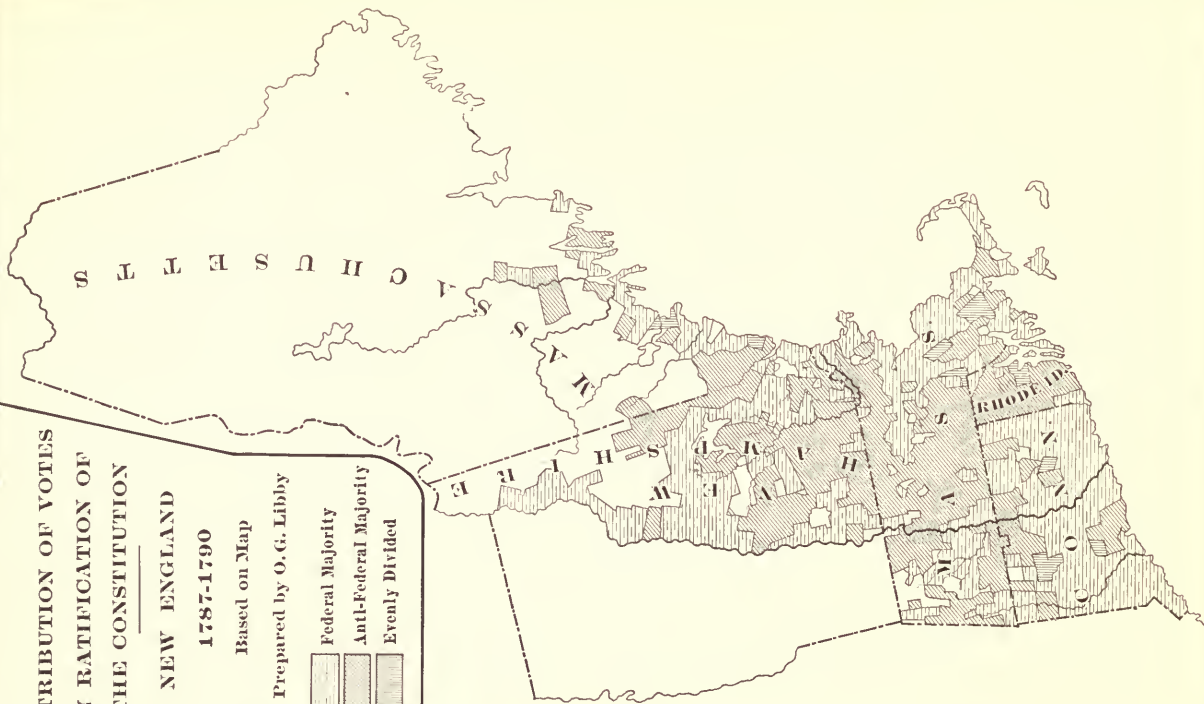 TRIBUTION OF VOTES
RATIFICATION OF
THE CONSTITUTION
NEW ENGLAND
1787-1790
Based on Map
Prepared by O.G. Libby
Federal Majority
Anti-Federal Majority
Evenly Divided
MASSACHUSETTS
NEW
HAMPSHIRE
MASS.
RHODE ID.
CONN